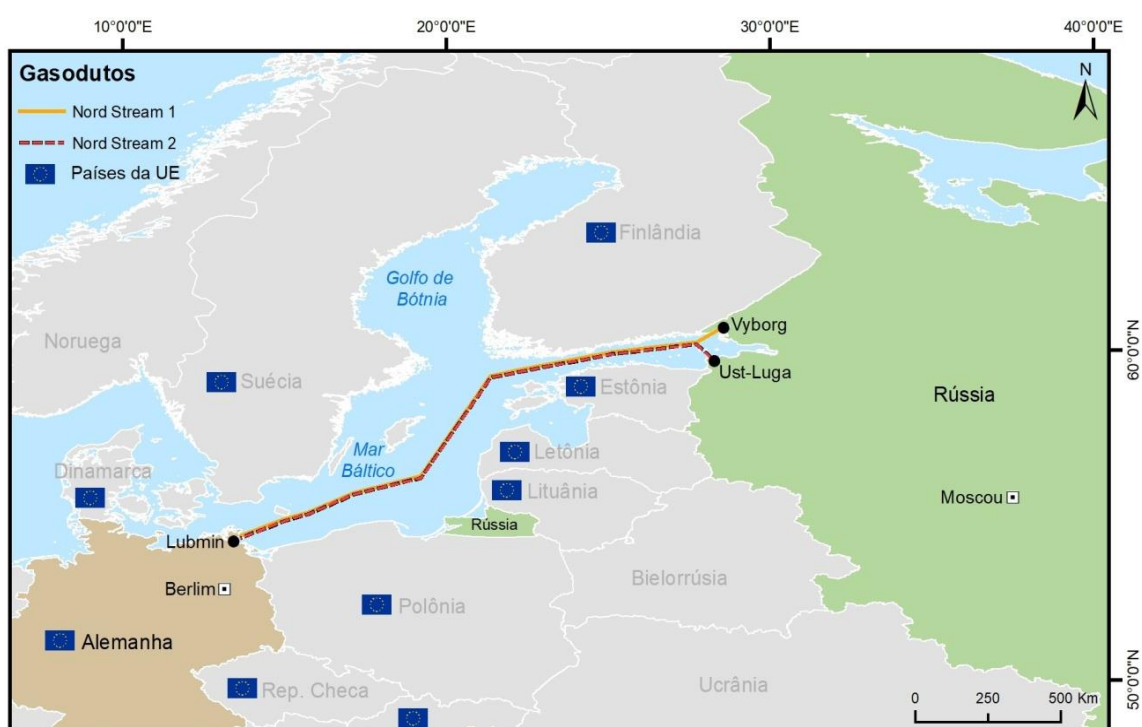 10°0'0"E
20°0'0"E
30°0'0"E
40°0'0"E
Gasodutos
Nord Stream 1
Nord Stream 2
Países da UE
N
Finlândia
Golfo de
Bótnia
Vyborg
Noruega
60°0'0"N
Suécia
Ust-Luga
Estônia
Rússia
Mar
Báltico
Letônia
Dinamarca
Lituânia
Moscou
Rússia
Lubmin
Bielorrússia
Berlim
Polônia
Alemanha
Rep. Checa
Ucrânia
50°0'0"N
0 250 500 Km